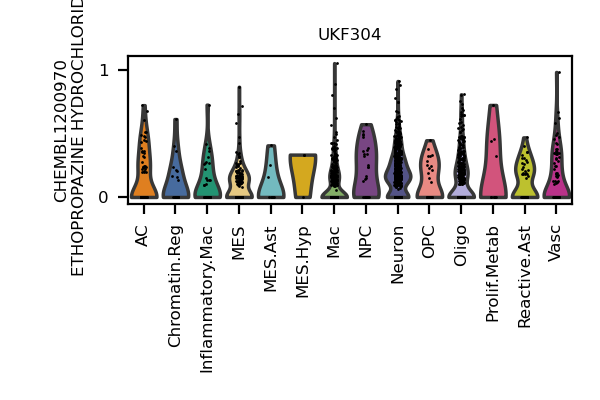 UKF304
CHEMBL1200970
ETHOPROPAZINE HYDROCHLORID
1
0
AC
Chromatin.Reg
Inflammatory.Mac
MES
MES.Ast
MES.Hyp
Mac
NPC
Neuron
OPC
Oligo
Prolif.Metab
Reactive.Ast
Vasc